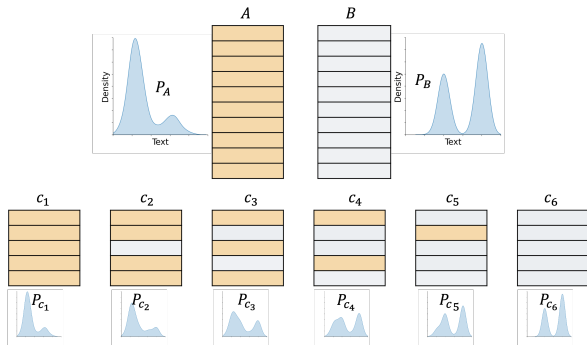 A B
Density
P_A
Text
Density
P_B
Text
c_1 c_2 c_3 c_4 c_5 c_6
P_{c_1} P_{c_2} P_{c_3} P_{c_4} P_{c_5} P_{c_6}